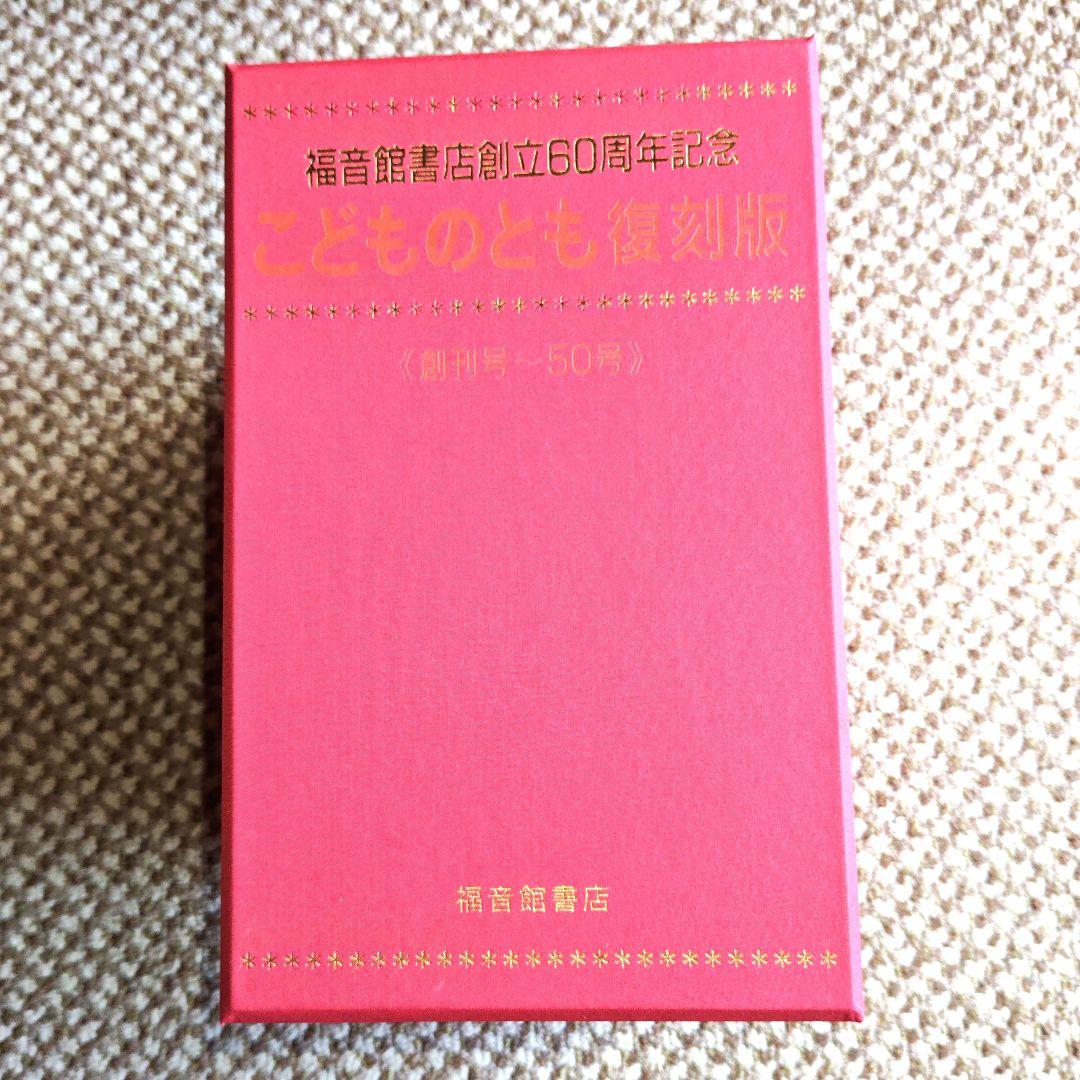 福音館書店創立60周年記念
こどものとも復刻版
《創刊号～50号》
福音館書店